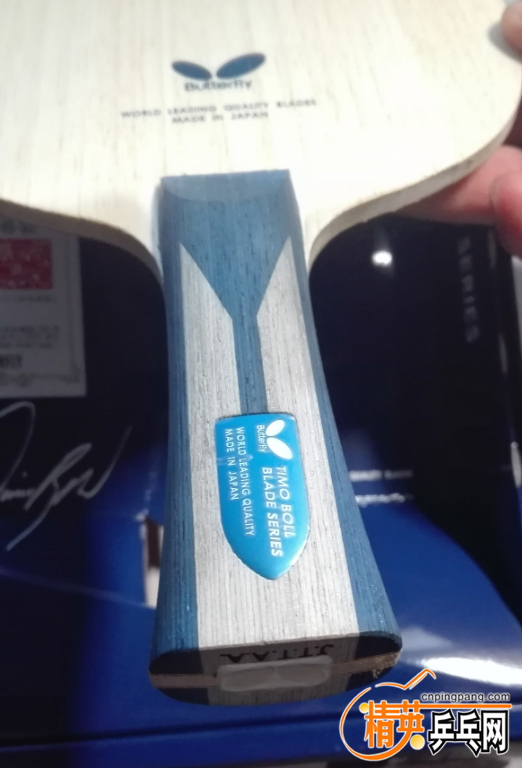 Butterfly
WORLD LEADING QUALITY BLADES
MADE IN JAPAN
SERIES
Butterfly
TIMO BOLL
BLADE SERIES
WORLD LEADING QUALITY
MADE IN JAPAN
J.T.T.A.A
cnpingpang.com
精英乒乓网